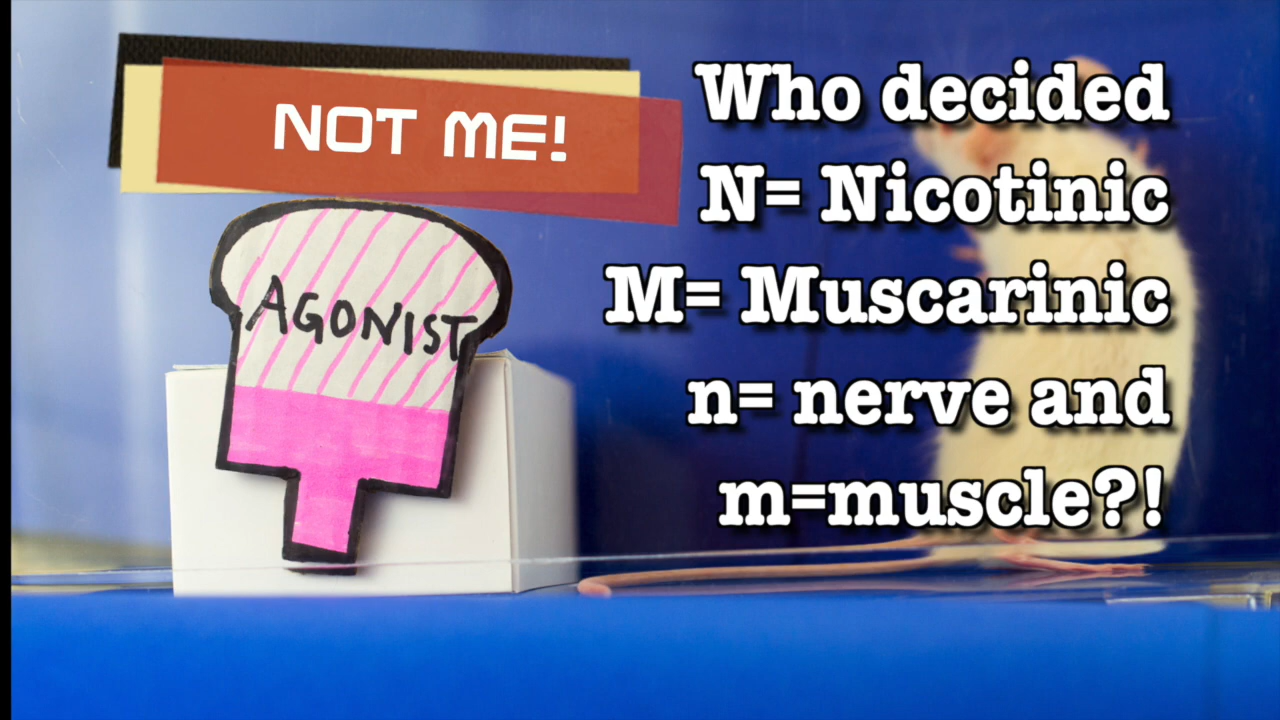 NOT ME!
AGONIST
Who decided
N= Nicotinic
M= Muscarinic
n= nerve and
m=muscle?!